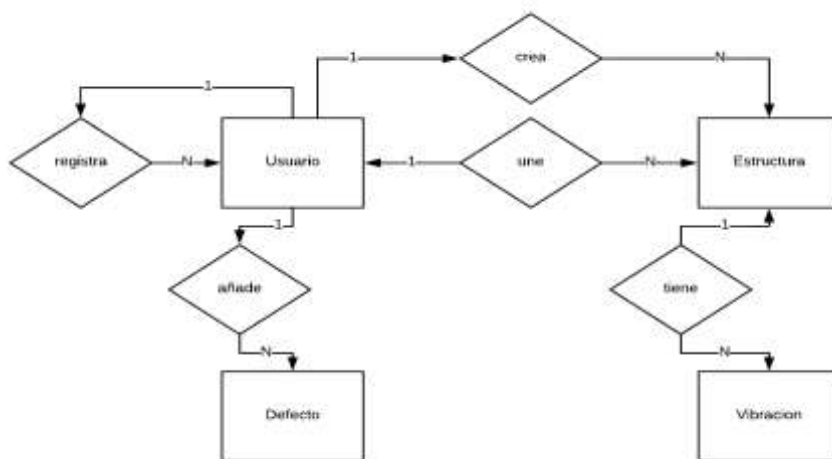 crea
1
N
1
registra
N
Usuario
1
une
N
Estructura
1
1
añade
tiene
N
N
Defecto
Vibracion